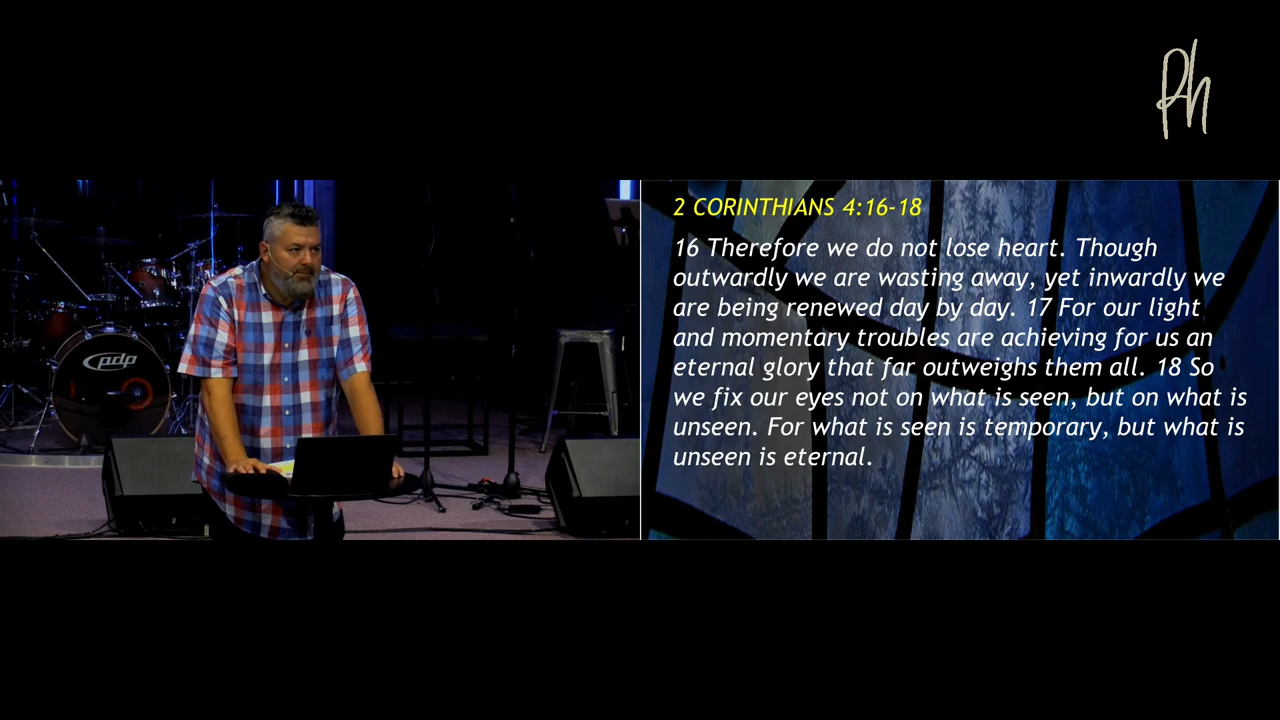 Ph
2 CORINTHIANS 4:16-18
16 Therefore we do not lose heart. Though
outwardly we are wasting away, yet inwardly we
are being renewed day by day. 17 For our light
and momentary troubles are achieving for us an
eternal glory that far outweighs them all. 18 So
we fix our eyes not on what is seen, but on what is
unseen. For what is seen is temporary, but what is
unseen is eternal.
pdp